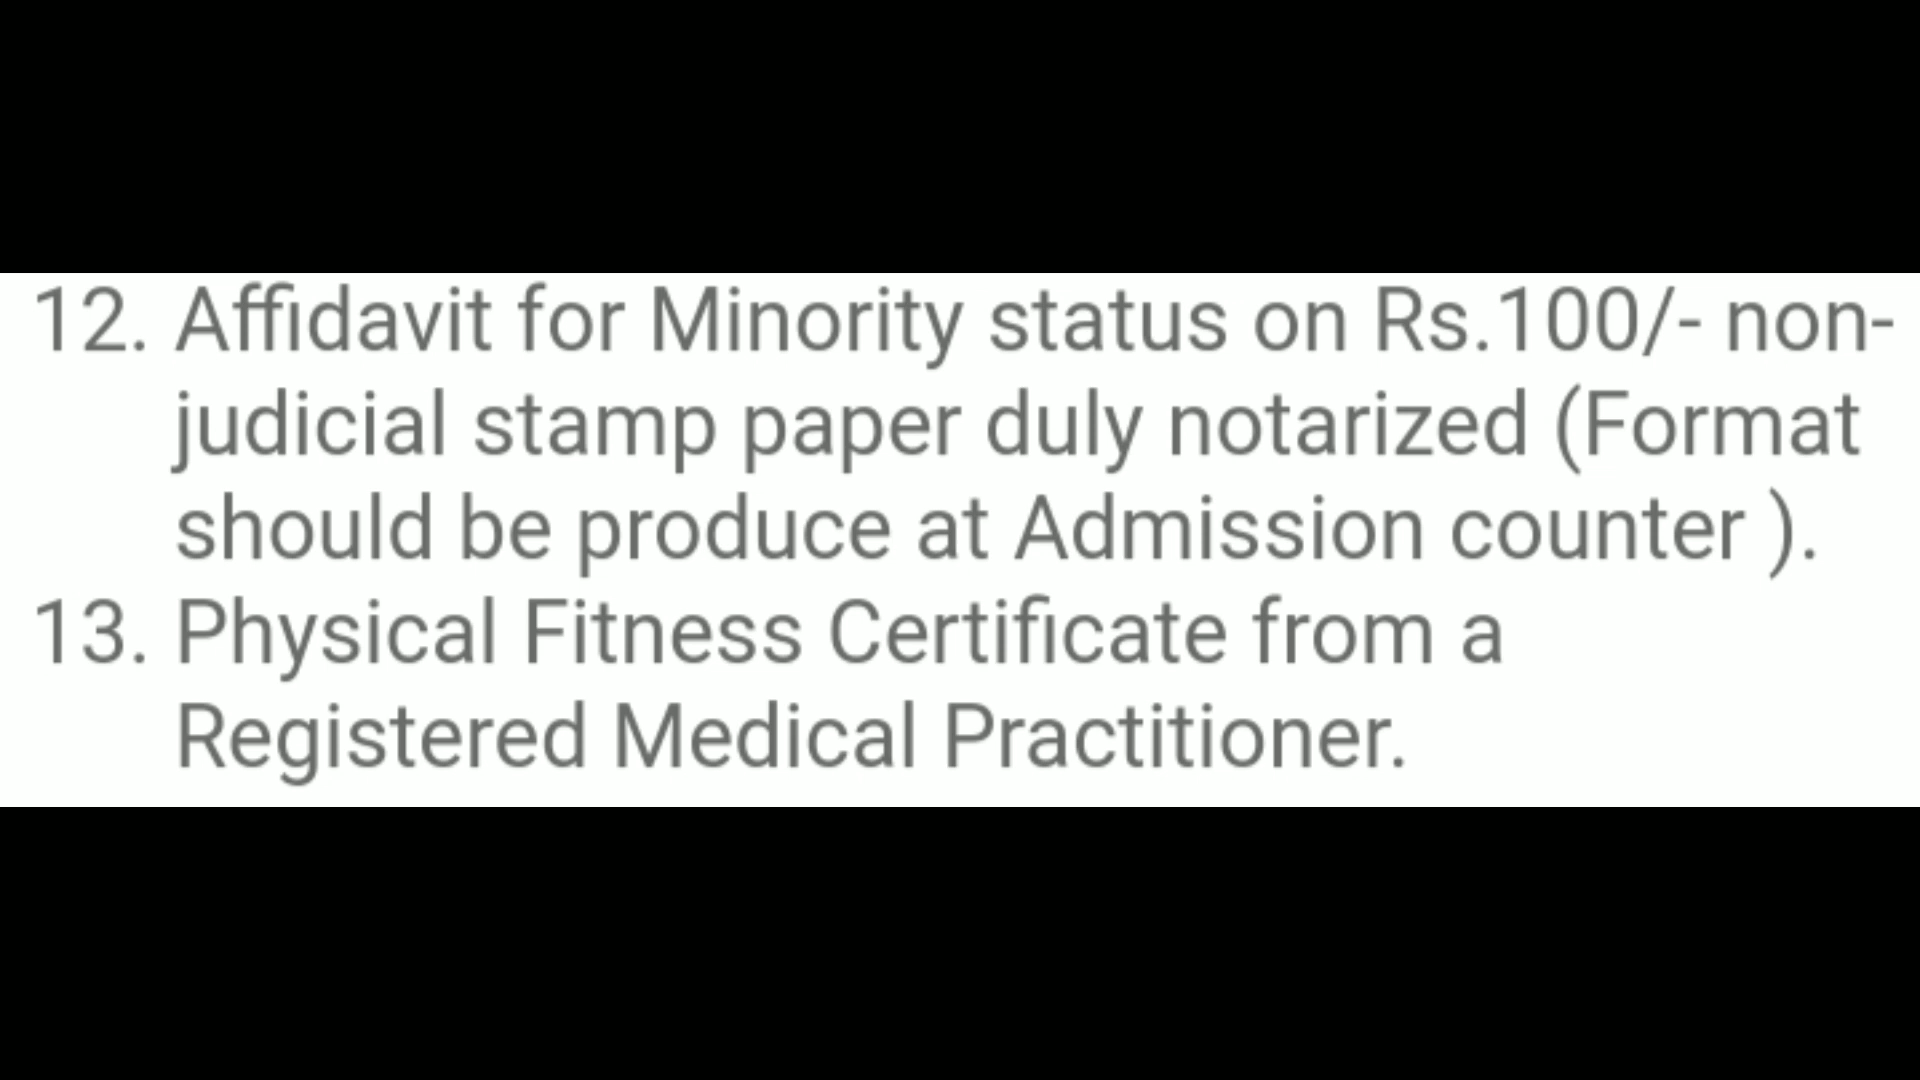 12. Affidavit for Minority status on Rs.100/- non-
judicial stamp paper duly notarized (Format
should be produce at Admission counter ).
13. Physical Fitness Certificate from a
Registered Medical Practitioner.